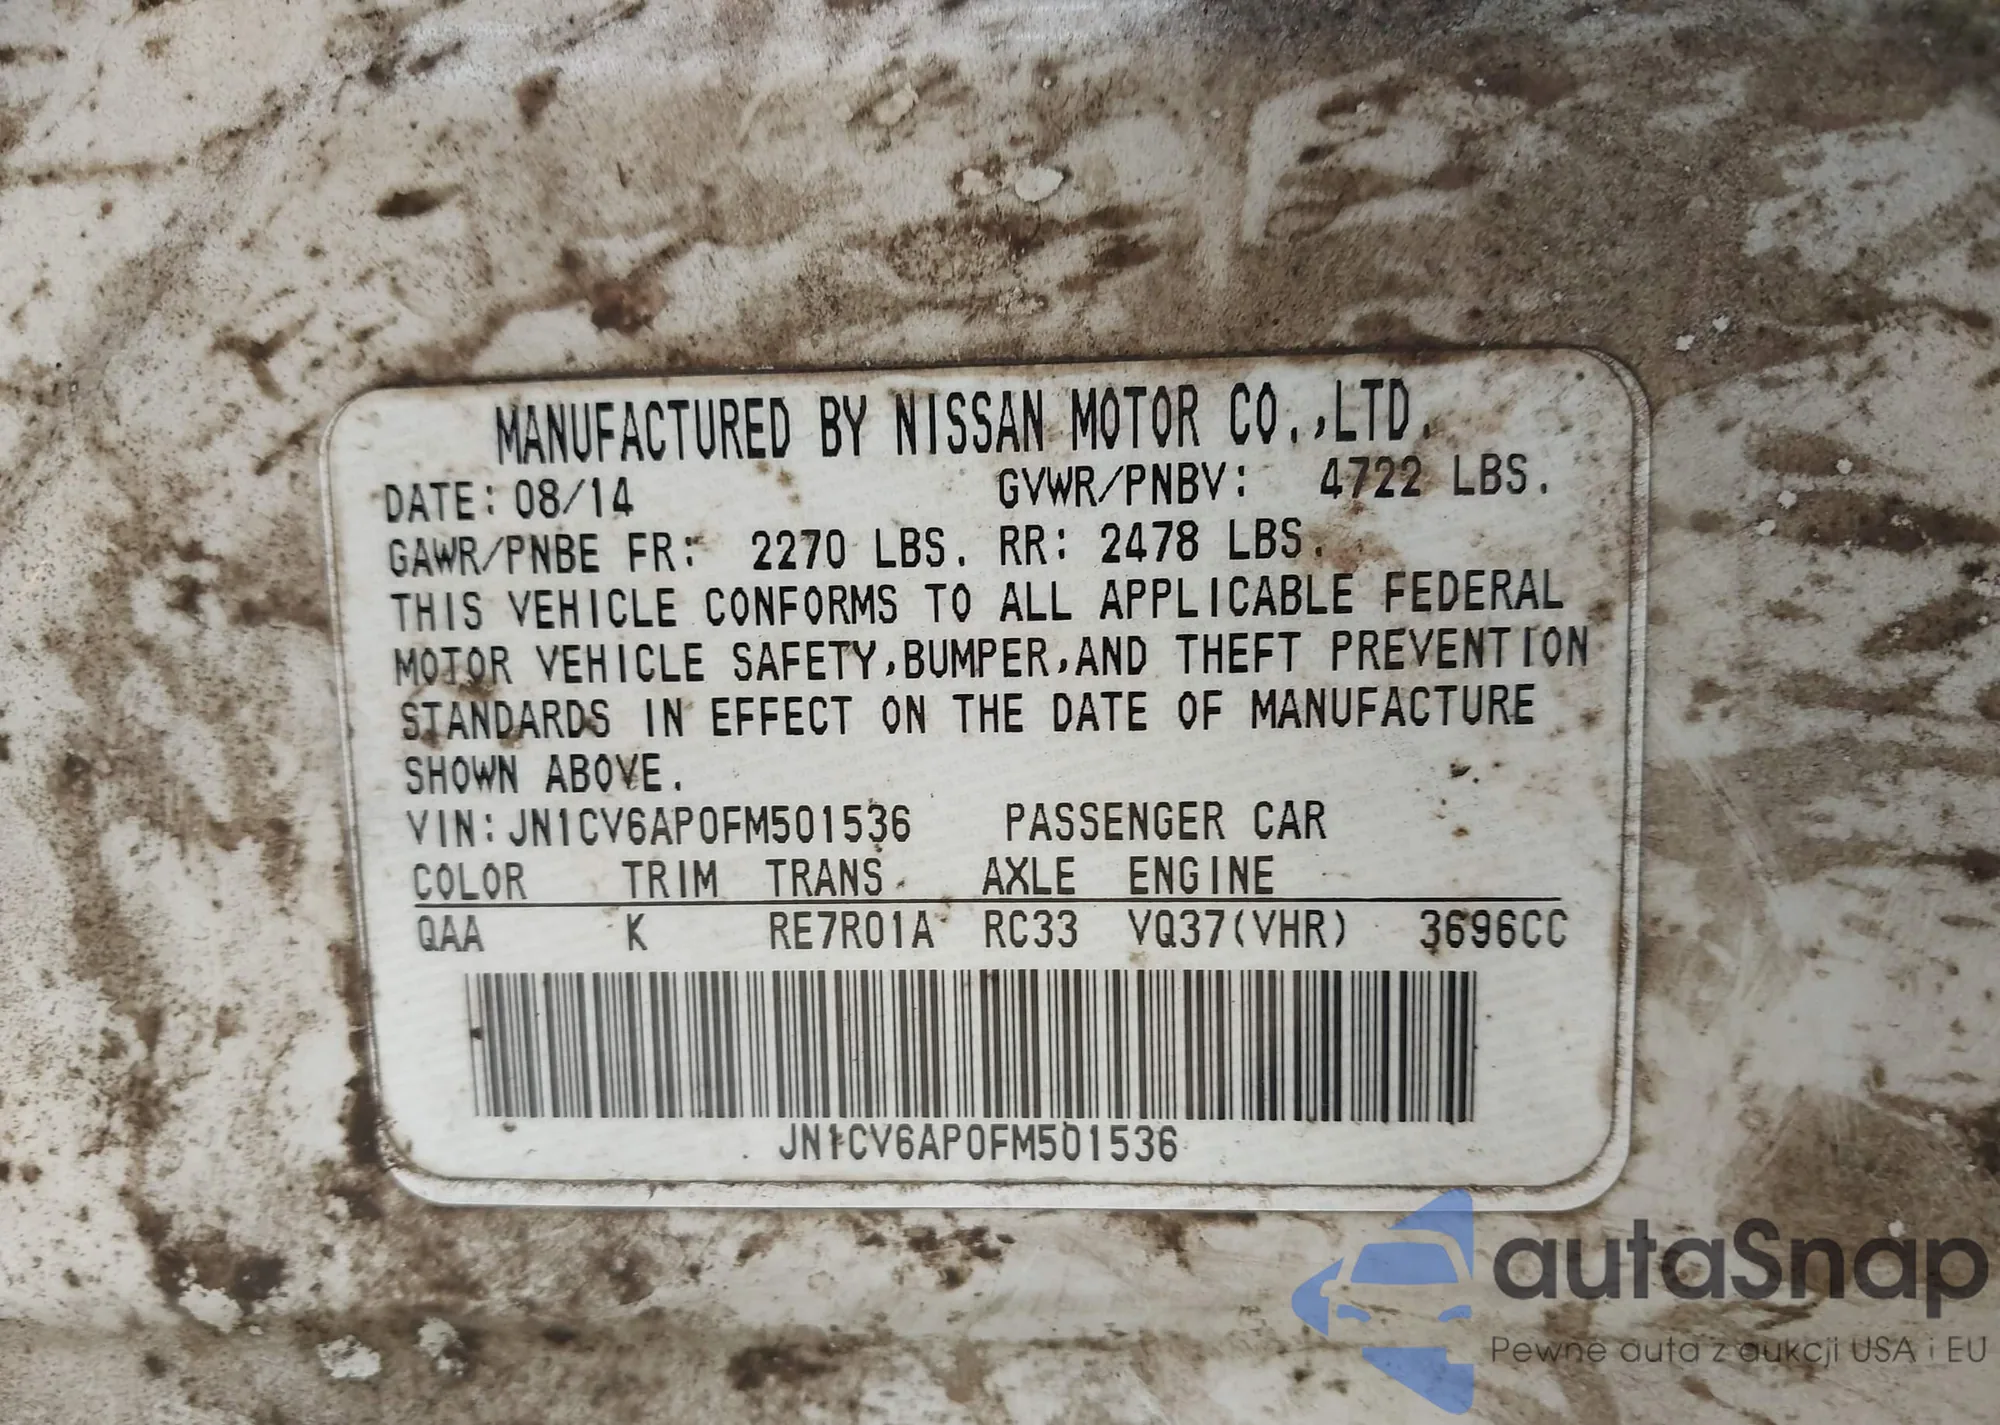 MANUFACTURED BY NISSAN MOTOR CO.,LTD.
DATE: 08/14 GVWR/PNBV: 4722 LBS.
GAWR/PNBE FR: 2270 LBS. RR: 2478 LBS.
THIS VEHICLE CONFORMS TO ALL APPLICABLE FEDERAL
MOTOR VEHICLE SAFETY,BUMPER,AND THEFT PREVENTION
STANDARDS IN EFFECT ON THE DATE OF MANUFACTURE
SHOWN ABOVE.
VIN:JN1CV6AP0FM501536 PASSENGER CAR
COLOR TRIM TRANS AXLE ENGINE
QAA K RE7R01A RC33 VQ37(VHR) 3696CC
JN1CV6AP0FM501536
autaSnap
Pewne auta z aukcji USA i EU